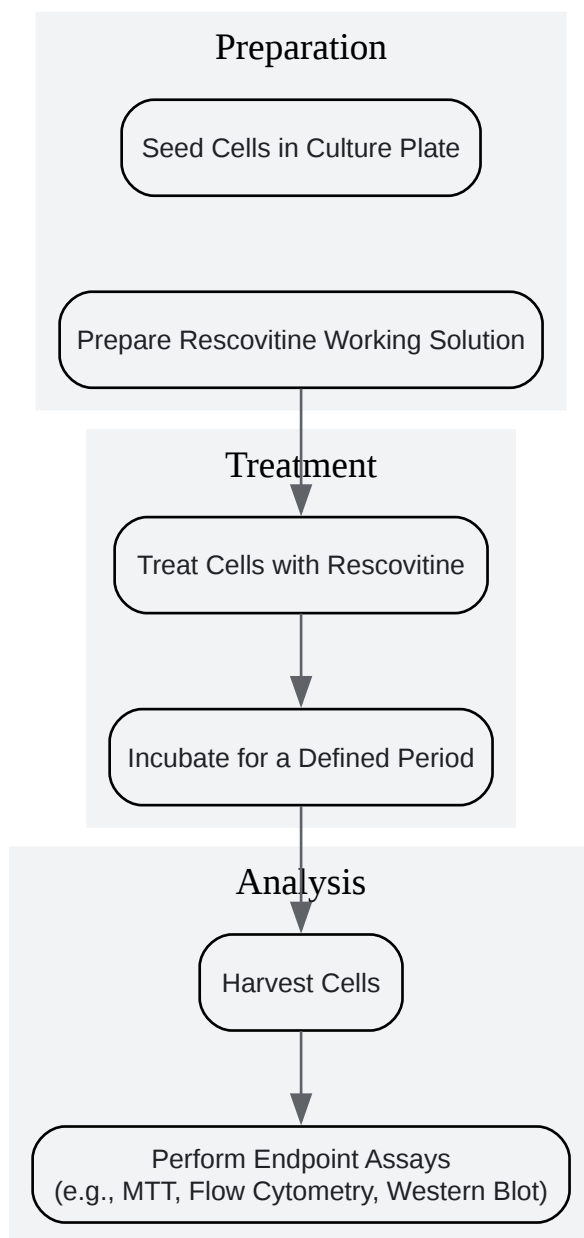 Preparation
Seed Cells in Culture Plate
Prepare Rescovitine Working Solution
Treatment
Treat Cells with Rescovitine
Incubate for a Defined Period
Analysis
Harvest Cells
Perform Endpoint Assays
(e.g., MTT, Flow Cytometry, Western Blot)